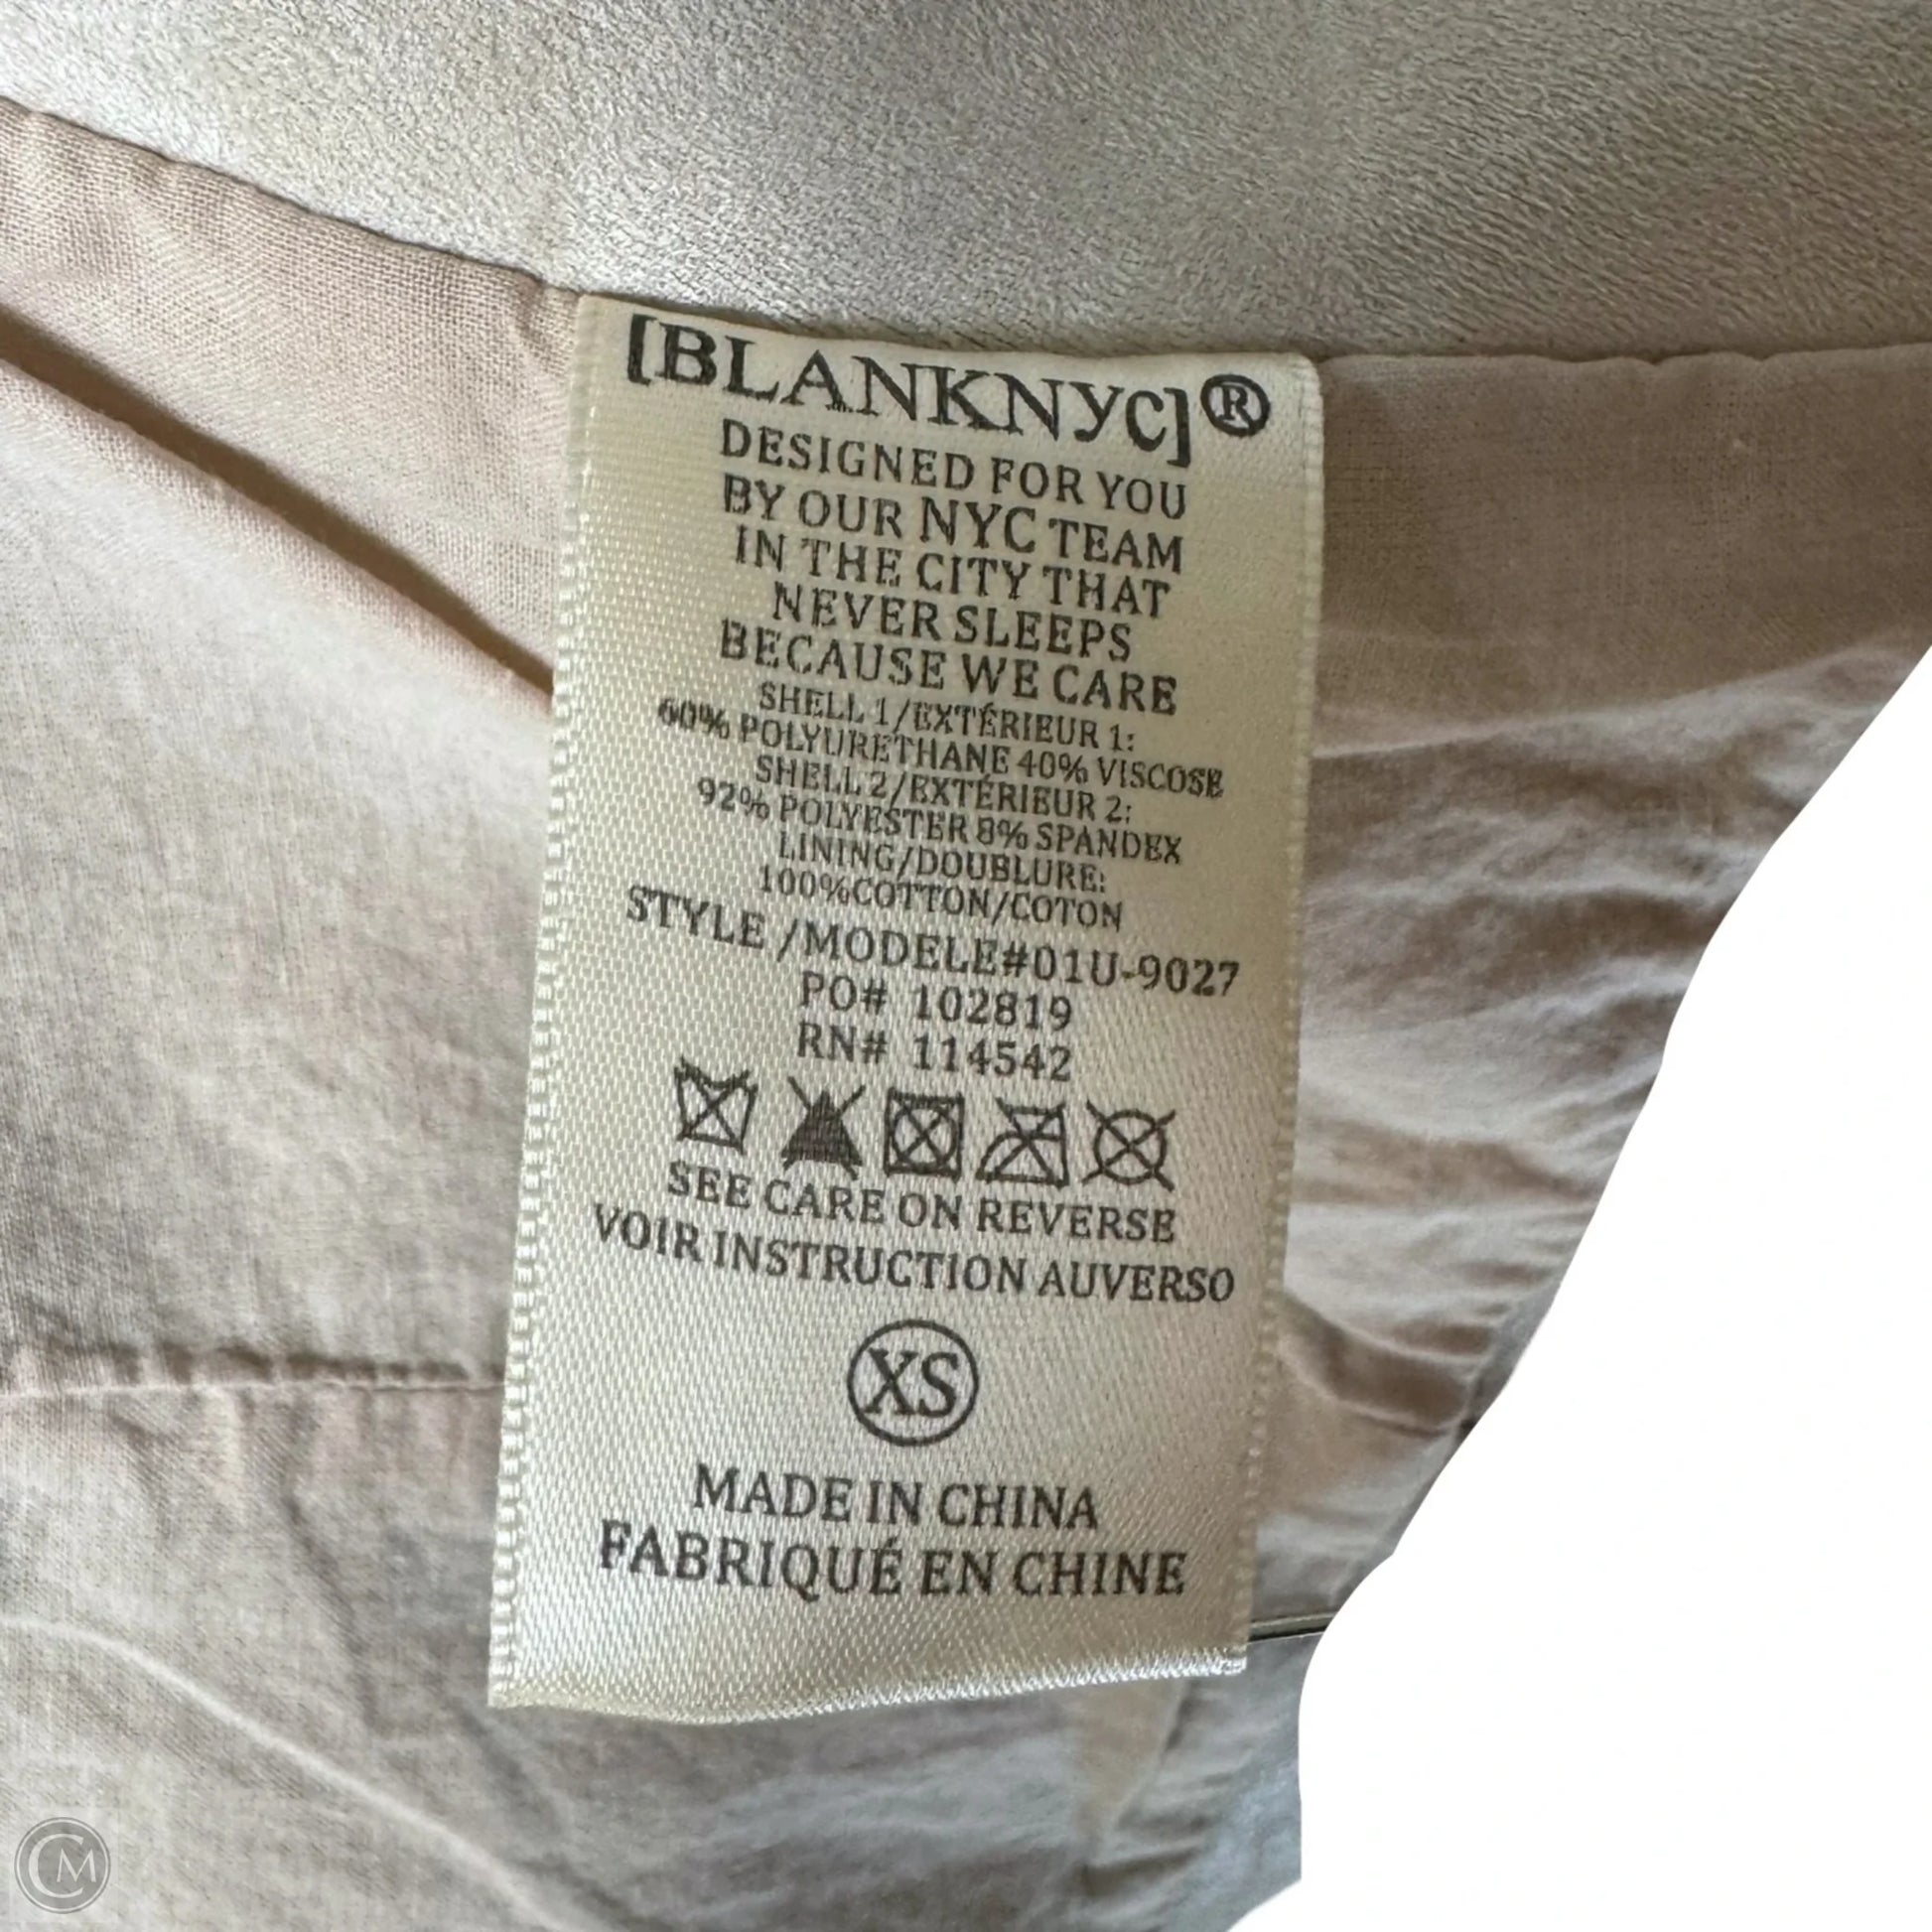 [BLANKNYC]®
DESIGNED FOR YOU
BY OUR NYC TEAM
IN THE CITY THAT
NEVER SLEEPS
BECAUSE WE CARE
SHELL 1/EXTÉRIEUR 1:
60% POLYURETHANE 40% VISCOSE
SHELL 2/EXTÉRIEUR 2:
92% POLYESTER 8% SPANDEX
LINING/DOUBLURE:
100%COTTON/COTON
STYLE /MODELE#01U-9027
PO# 102819
RN# 114542
SEE CARE ON REVERSE
VOIR INSTRUCTION AUVERSO
XS
MADE IN CHINA
FABRIQUÉ EN CHINE
CM